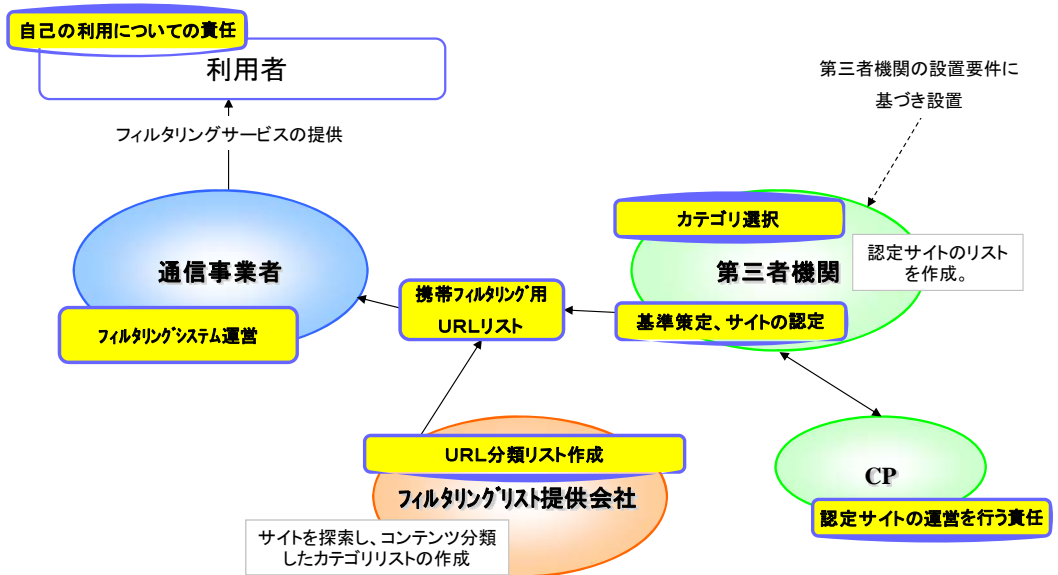 自己の利用についての責任
利用者
フィルタリングサービスの提供
第三者機関の設置要件に
基づき設置
カテゴリ選択
通信事業者
第三者機関
認定サイトのリスト
を作成。
携帯フィルタリング用
URLリスト
フィルタリングシステム運営
基準策定、サイトの認定
URL分類リスト作成
フィルタリングリスト提供会社
サイトを探索し、コンテンツ分類
したカテゴリリストの作成
CP
認定サイトの運営を行う責任